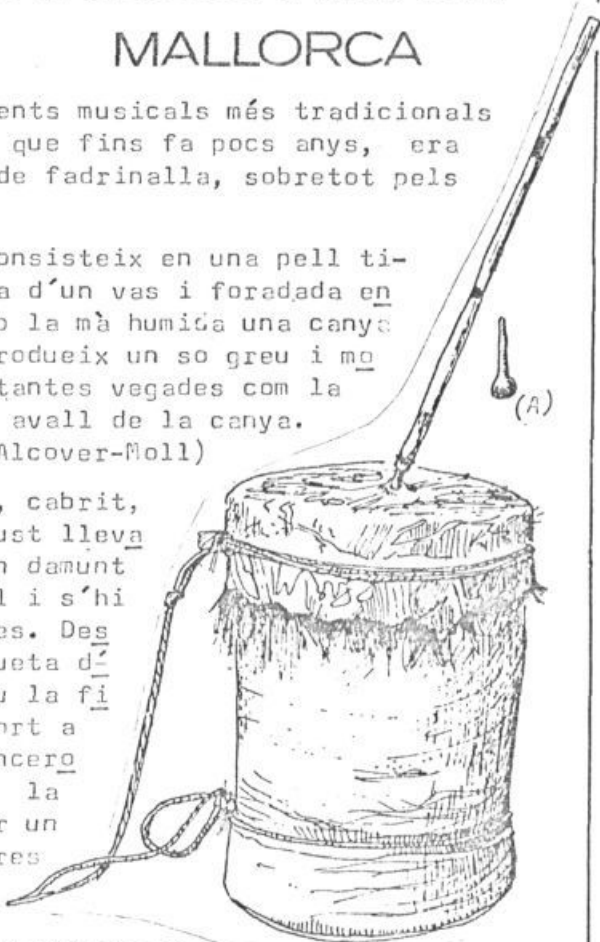 MALLORCA
ents musicals més tradicionals
que fins fa pocs anys, era
de fadrinalla, sobretot pels
onsisteix en una pell ti-
a d'un vas i foradada en
b la mà humida una canya
rodueix un so greu i mo
tantes vegades com la
avall de la canya.
Alcover-Moll)
(A)
, cabrit,
ust lleva
n damunt
l i s'hi
es. Des
ueta d'
u la fi
ort a
ncero
la
r un
res